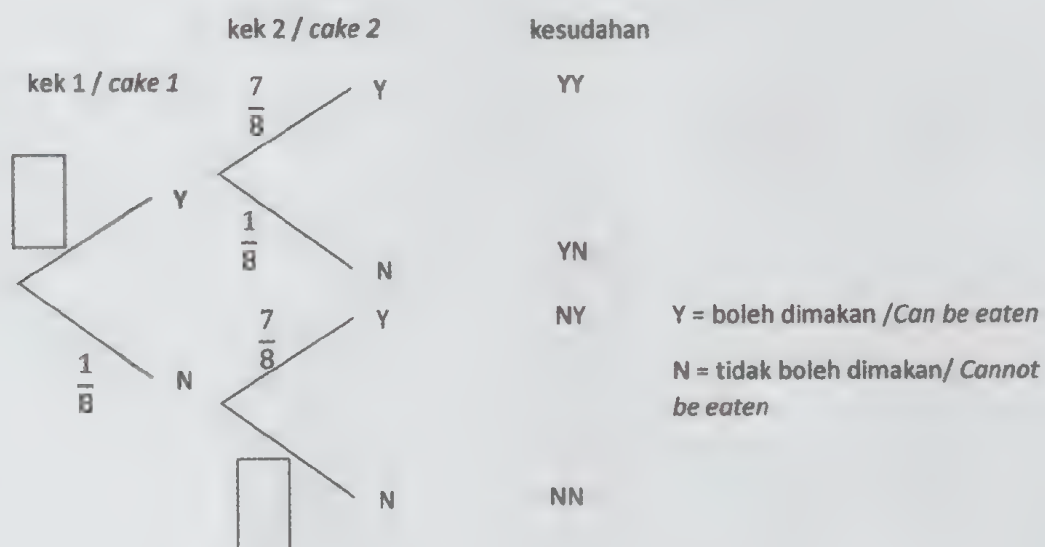 kek 2 / cake 2
kesudahan
kek 1 / cake 1
7/8
Y
YY
Y
1/8
N
YN
7/8
Y
NY
Y = boleh dimakan /Can be eaten
1/8
N
N = tidak boleh dimakan/ Cannot
be eaten
N
NN